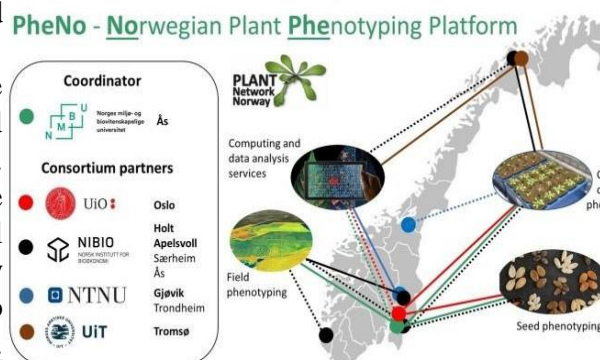 PheNo - Norwegian Plant Phenotyping Platform
Coordinator
N M B U
Norges miljø- og
biovitenskapelige
universitet
Ås
Consortium partners
UiO:
Oslo
NIBIO
NORSK INSTITUTT FOR
BIOØKONOMI
Holt
Apelsvoll
Særheim
Ås
NTNU
Gjøvik
Trondheim
UiT
Tromsø
PLANT
Network
Norway
Computing and
data analysis
services
Field
phenotyping
Seed phenotyping